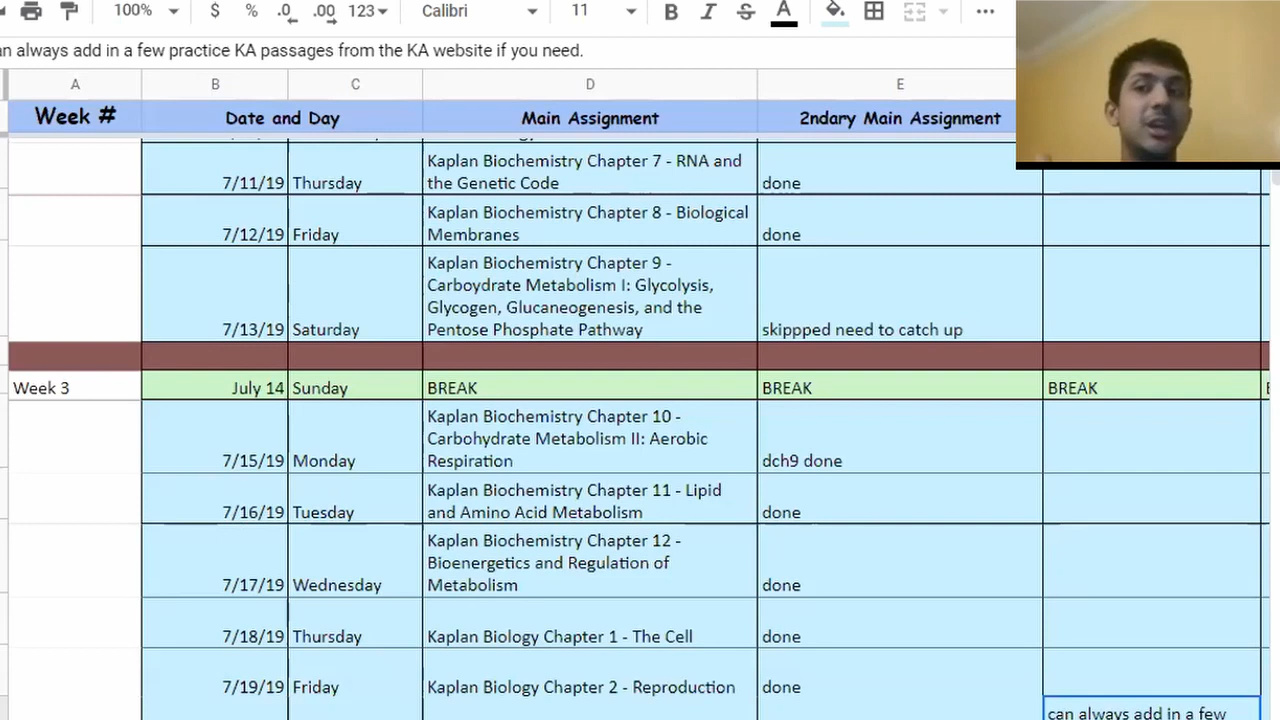 100% $ % .0 .00 123 Calibri 11 B I S A
an always add in a few practice KA passages from the KA website if you need.
A B C D E
Week # Date and Day Main Assignment 2ndary Main Assignment
Kaplan Biochemistry Chapter 7 - RNA and
the Genetic Code
7/11/19 Thursday done
Kaplan Biochemistry Chapter 8 - Biological
Membranes
7/12/19 Friday done
Kaplan Biochemistry Chapter 9 -
Carboydrate Metabolism I: Glycolysis,
Glycogen, Glucaneogenesis, and the
Pentose Phosphate Pathway
7/13/19 Saturday skippped need to catch up
Week 3 July 14 Sunday BREAK BREAK BREAK
Kaplan Biochemistry Chapter 10 -
Carbohydrate Metabolism II: Aerobic
Respiration
7/15/19 Monday dch9 done
Kaplan Biochemistry Chapter 11 - Lipid
and Amino Acid Metabolism
7/16/19 Tuesday done
Kaplan Biochemistry Chapter 12 -
Bioenergetics and Regulation of
Metabolism
7/17/19 Wednesday done
7/18/19 Thursday Kaplan Biology Chapter 1 - The Cell done
7/19/19 Friday Kaplan Biology Chapter 2 - Reproduction done
can always add in a few